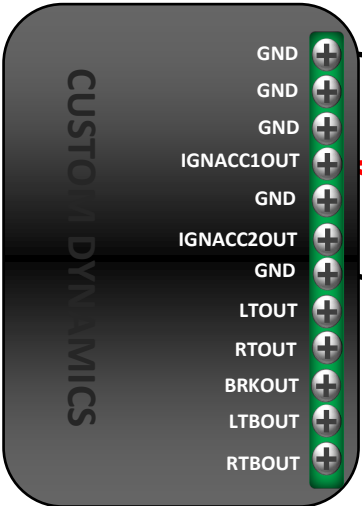 CUSTOM DYNAMICS
GND
GND
GND
IGNACC1OUT
GND
IGNACC2OUT
GND
LTOUT
RTOUT
BRKOUT
LTBOUT
RTBOUT